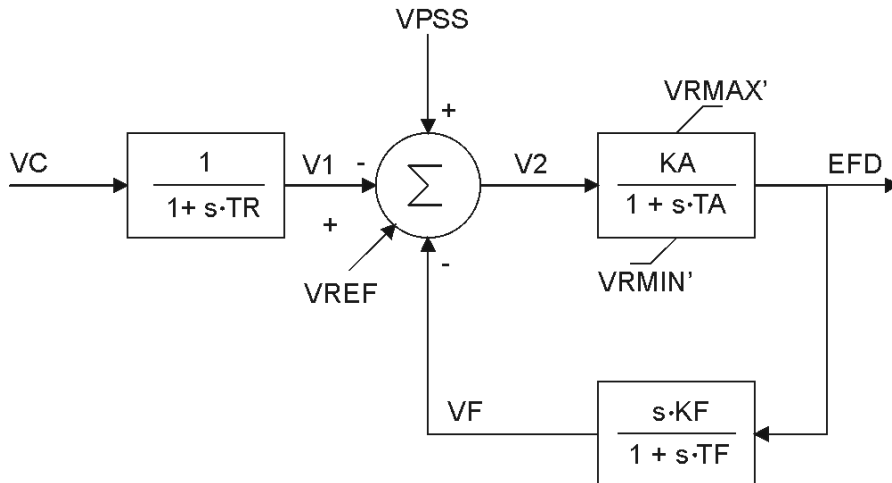 VPSS
+
VRMAX'
VC
1
1+ s·TR
V1
-
Σ
V2
KA
1 + s·TA
EFD
+
VREF
-
VRMIN'
VF
s·KF
1 + s·TF